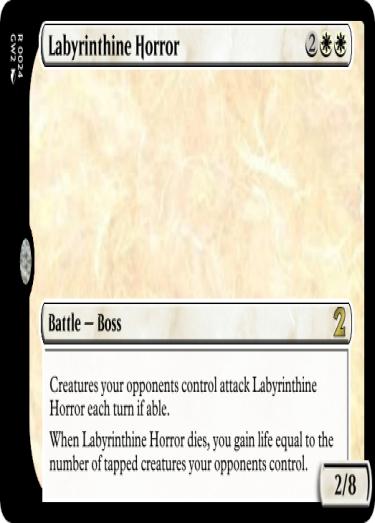 Labyrinthine Horror 2
R 0024
GW2
Battle — Boss 2
Creatures your opponents control attack Labyrinthine
Horror each turn if able.
When Labyrinthine Horror dies, you gain life equal to the
number of tapped creatures your opponents control.
2/8